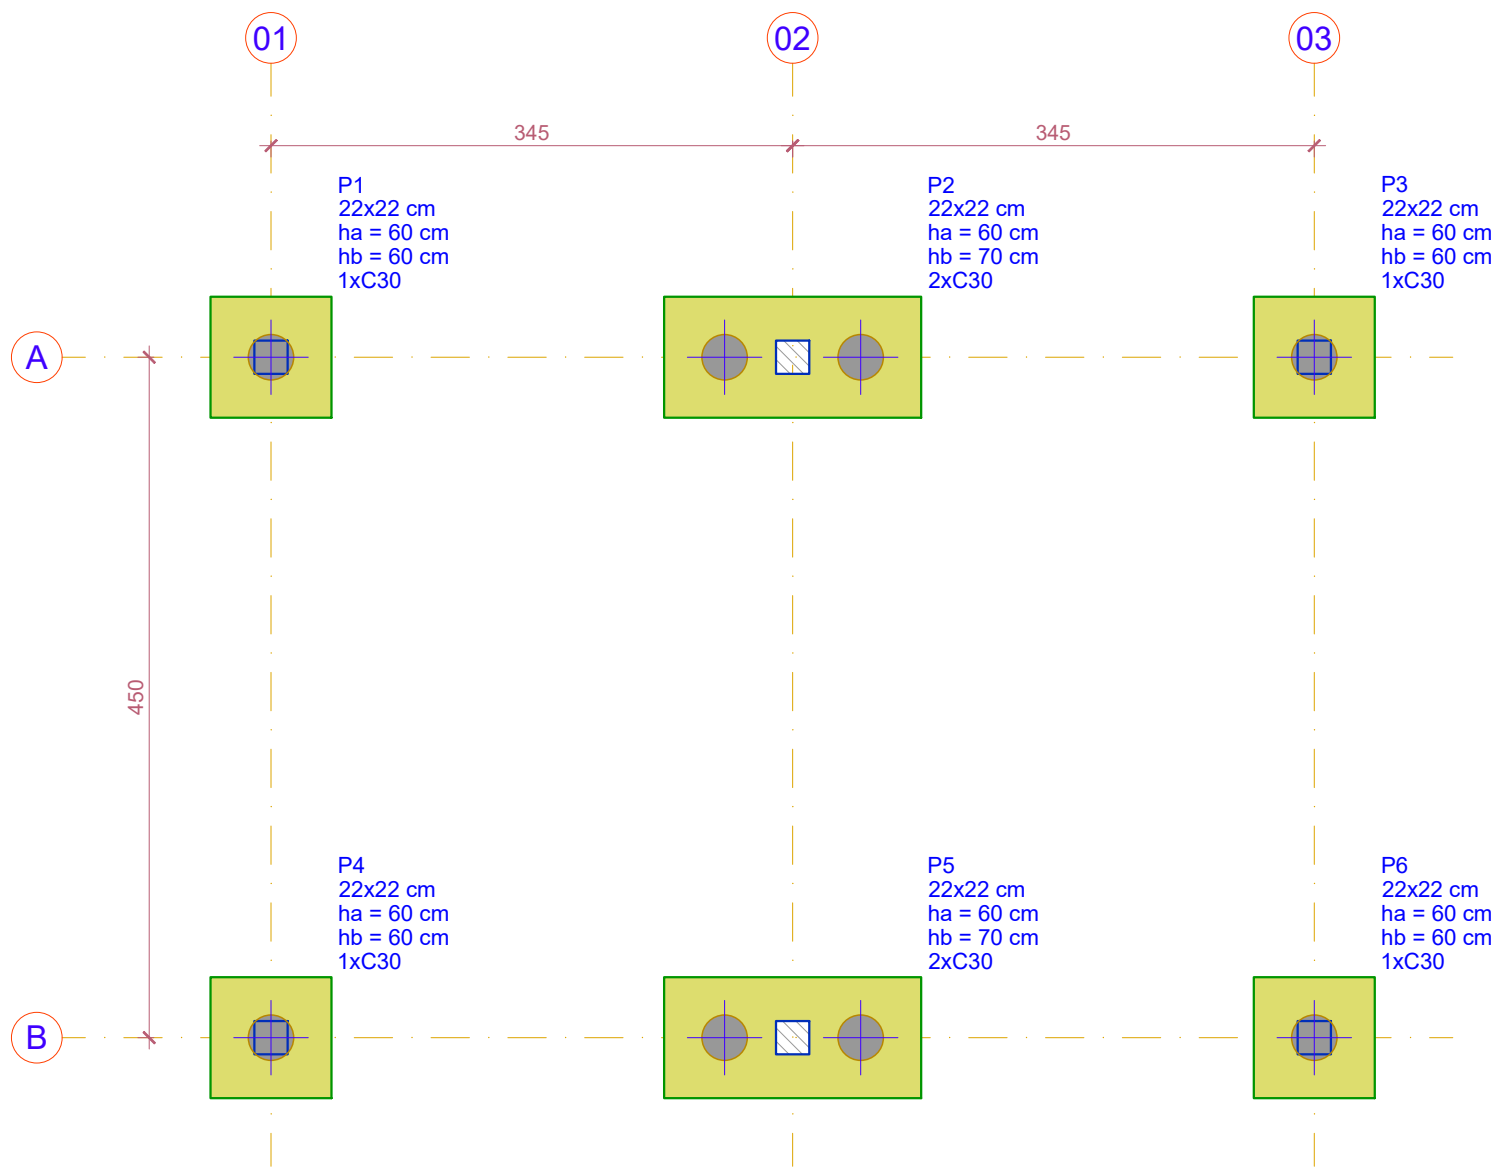 01
02
03
345
345
P1
22x22 cm
ha = 60 cm
hb = 60 cm
1xC30
P2
22x22 cm
ha = 60 cm
hb = 70 cm
2xC30
P3
22x22 cm
ha = 60 cm
hb = 60 cm
1xC30
A
450
P4
22x22 cm
ha = 60 cm
hb = 60 cm
1xC30
P5
22x22 cm
ha = 60 cm
hb = 70 cm
2xC30
P6
22x22 cm
ha = 60 cm
hb = 60 cm
1xC30
B